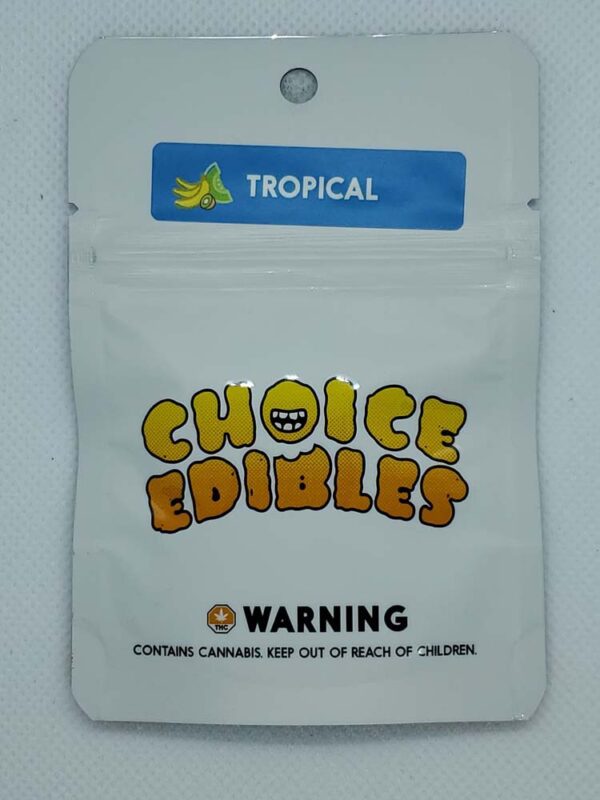 TROPICAL
CHOICE
EDIBLES
THC WARNING
CONTAINS CANNABIS. KEEP OUT OF REACH OF CHILDREN.